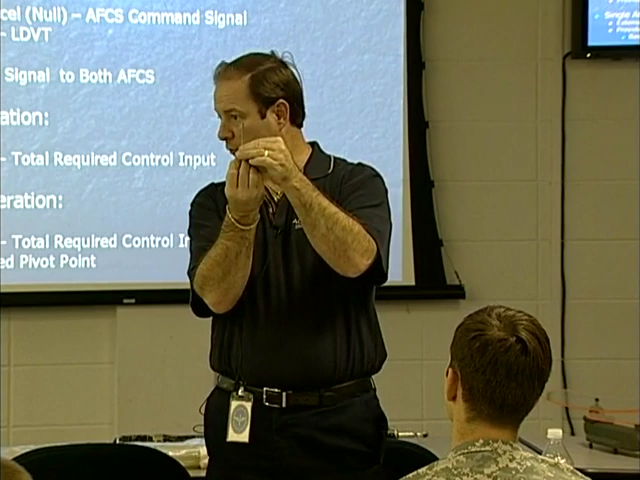 cel (Null) – AFCS Command Signal
- LDVT
Signal to Both AFCS
ation:
- Total Required Control Input
eration:
- Total Required Control In
ed Pivot Point
Single A